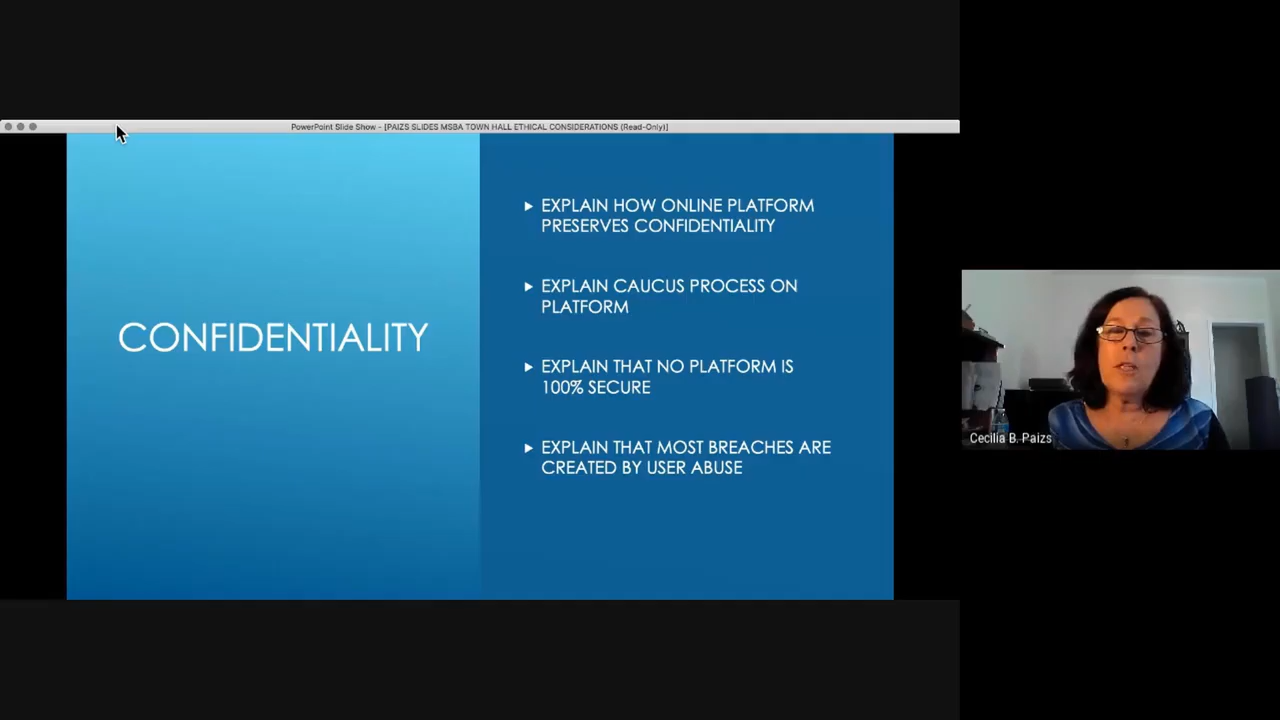 PowerPoint Slide Show - [PAIZS SLIDES MSBA TOWN HALL ETHICAL CONSIDERATIONS (Read-Only)]
CONFIDENTIALITY
EXPLAIN HOW ONLINE PLATFORM
PRESERVES CONFIDENTIALITY
EXPLAIN CAUCUS PROCESS ON
PLATFORM
EXPLAIN THAT NO PLATFORM IS
100% SECURE
EXPLAIN THAT MOST BREACHES ARE
CREATED BY USER ABUSE
Cecilia B. Paizs